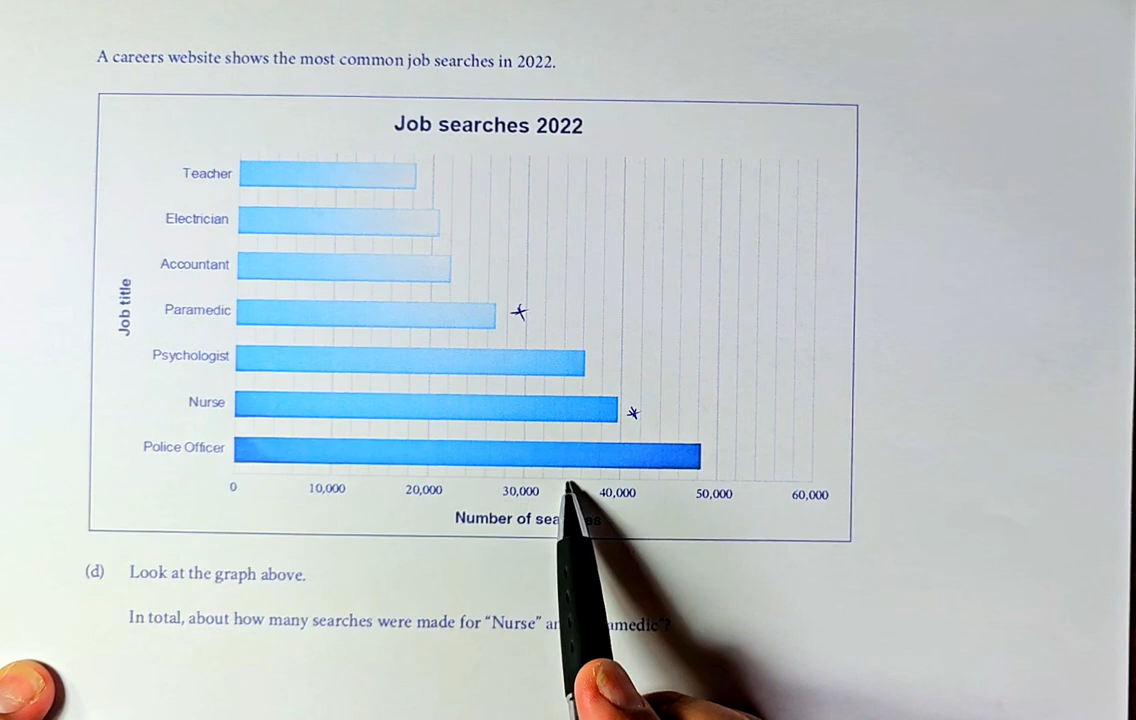 A careers website shows the most common job searches in 2022.
Job searches 2022
Teacher
Electrician
Accountant
Paramedic
Psychologist
Nurse
Police Officer
Job title
0 10,000 20,000 30,000 40,000 50,000 60,000
Number of
(d) Look at the graph above.
In total, about how many searches were made for “Nurse”